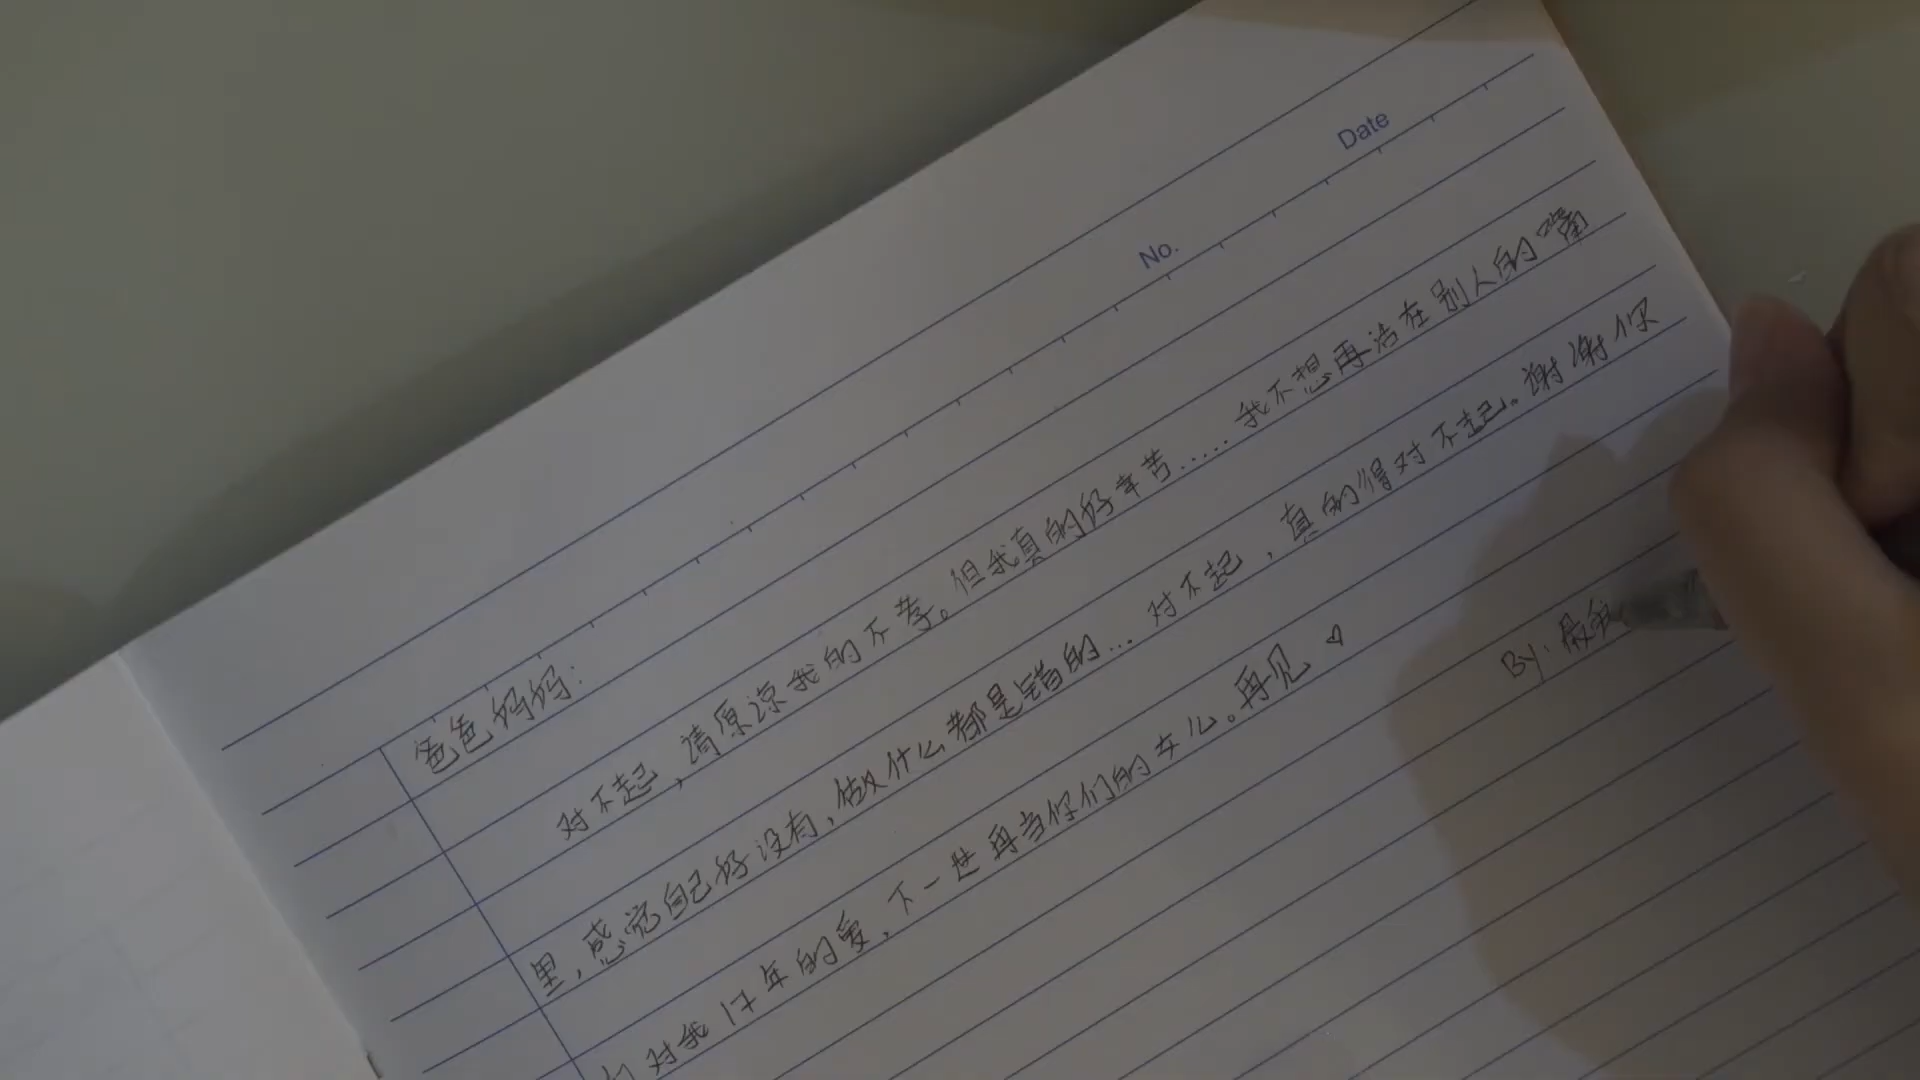 No.
Date
爸爸妈妈:
对不起,请原谅我的不孝。但我真的好辛苦......我不想再活在别人的嘴
里,感觉自己好没有,做什么都是错的...对不起,真的得对不起。谢谢你
们对我17年的爱,下一世再当你们的女儿。再见♡
By: